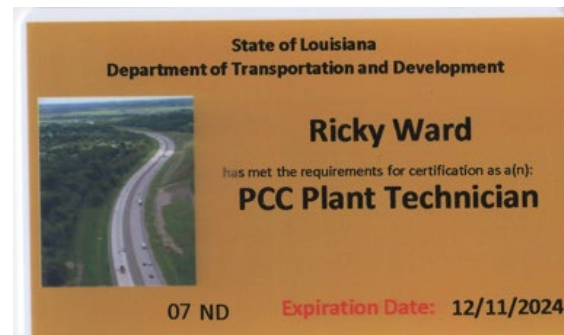 State of Louisiana
Department of Transportation and Development
Ricky Ward
has met the requirements for certification as a(n):
PCC Plant Technician
07 ND Expiration Date: 12/11/2024